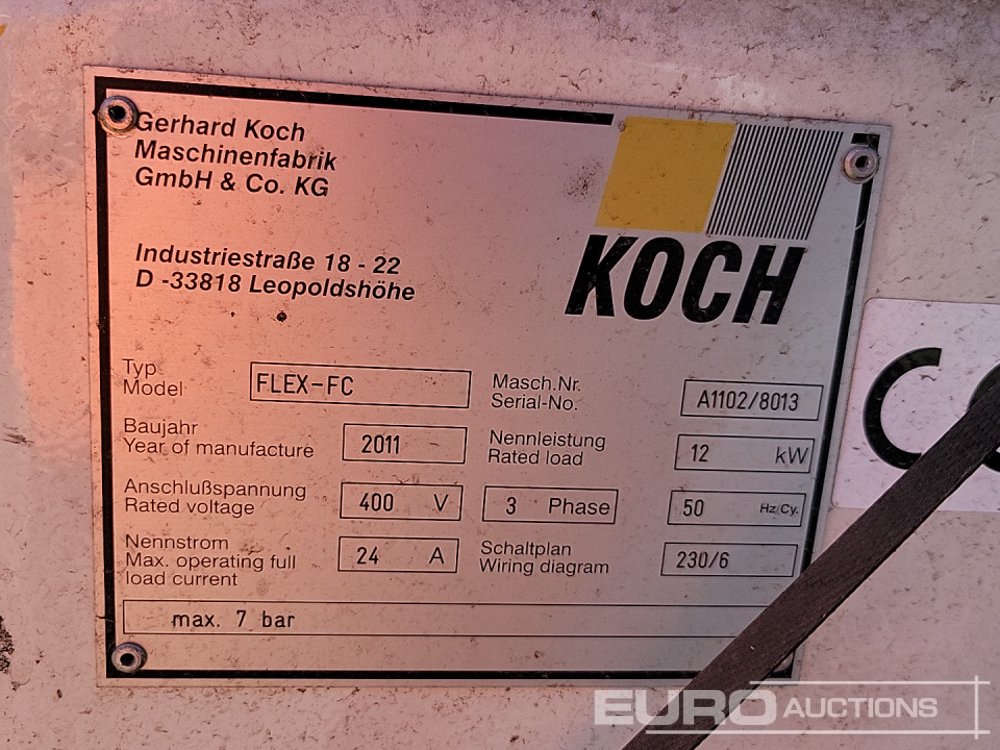 Gerhard Koch
Maschinenfabrik
GmbH & Co. KG
Industriestraße 18 - 22
D -33818 Leopoldshöhe
KOCH
Typ
Model
FLEX-FC
Masch.Nr.
Serial-No.
A1102/8013
Baujahr
Year of manufacture
2011
Nennleistung
Rated load
12 kW
Anschlußspannung
Rated voltage
400 V
3 Phase
50 Hz/Cy.
Nennstrom
Max. operating full
load current
24 A
Schaltplan
Wiring diagram
230/6
max. 7 bar
EURO AUCTIONS